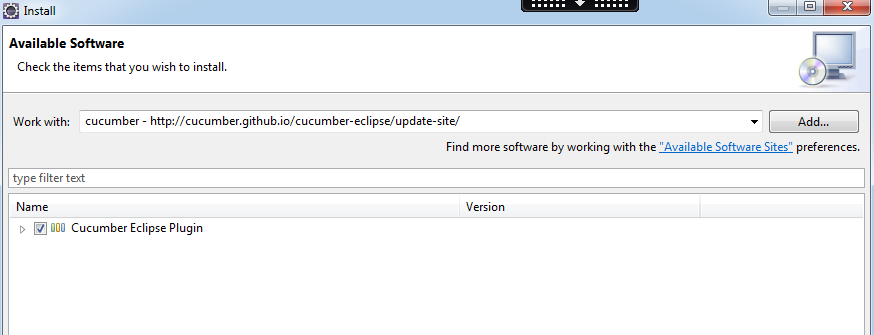 Install
Available Software
Check the items that you wish to install.
Work with: cucumber - http://cucumber.github.io/cucumber-eclipse/update-site/ Add...
Find more software by working with the "Available Software Sites" preferences.
type filter text
Name Version
Cucumber Eclipse Plugin